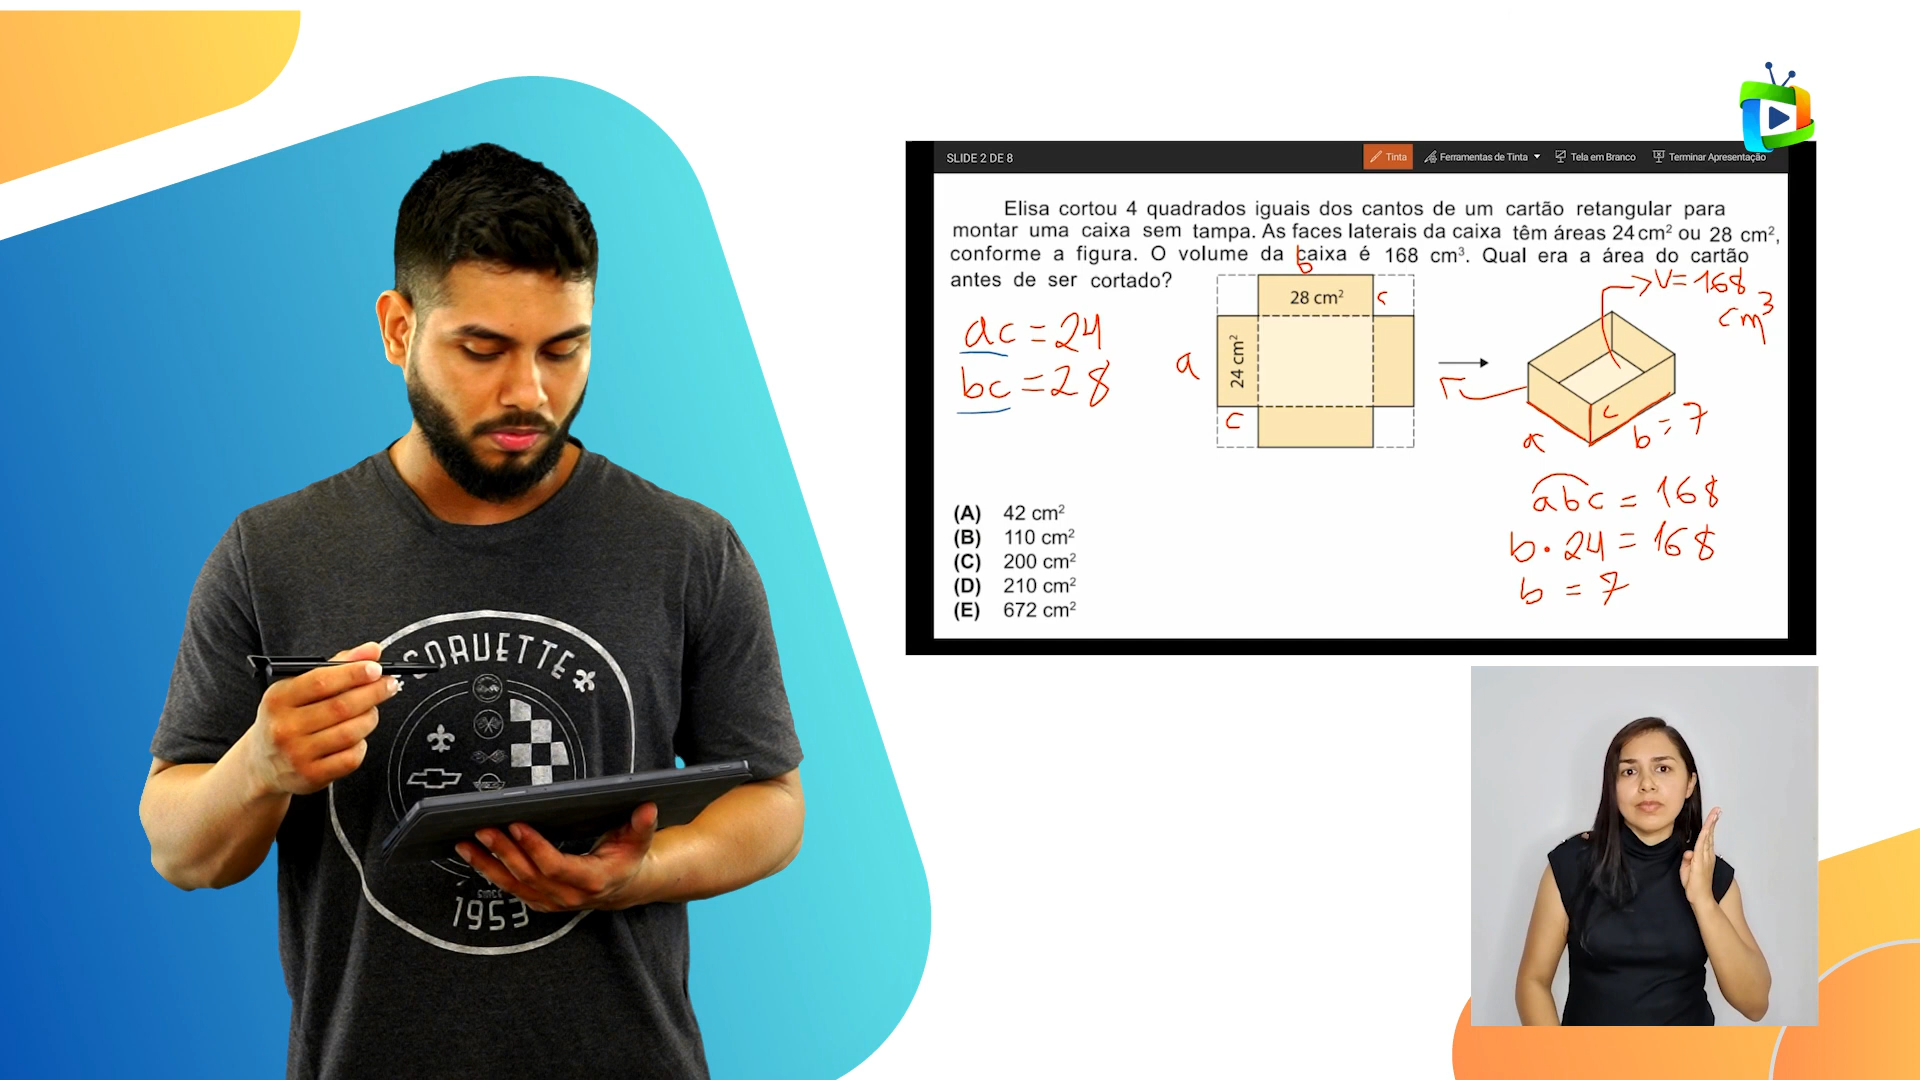 SLIDE 2 DE 8
Tinta
Ferramentas de Tinta
Tela em Branco
Terminar Apresentação
Elisa cortou 4 quadrados iguais dos cantos de um cartão retangular para
montar uma caixa sem tampa. As faces laterais da caixa têm áreas 24 cm² ou 28 cm²,
conforme a figura. O volume da caixa é 168 cm³. Qual era a área do cartão
antes de ser cortado?
b
28 cm²
c
V = 168
cm³
ac = 24
bc = 28
a
24 cm²
c
c
a
b = 7
abc = 168
b · 24 = 168
b = 7
(A) 42 cm²
(B) 110 cm²
(C) 200 cm²
(D) 210 cm²
(E) 672 cm²
CORVETTE
SINCE
1953